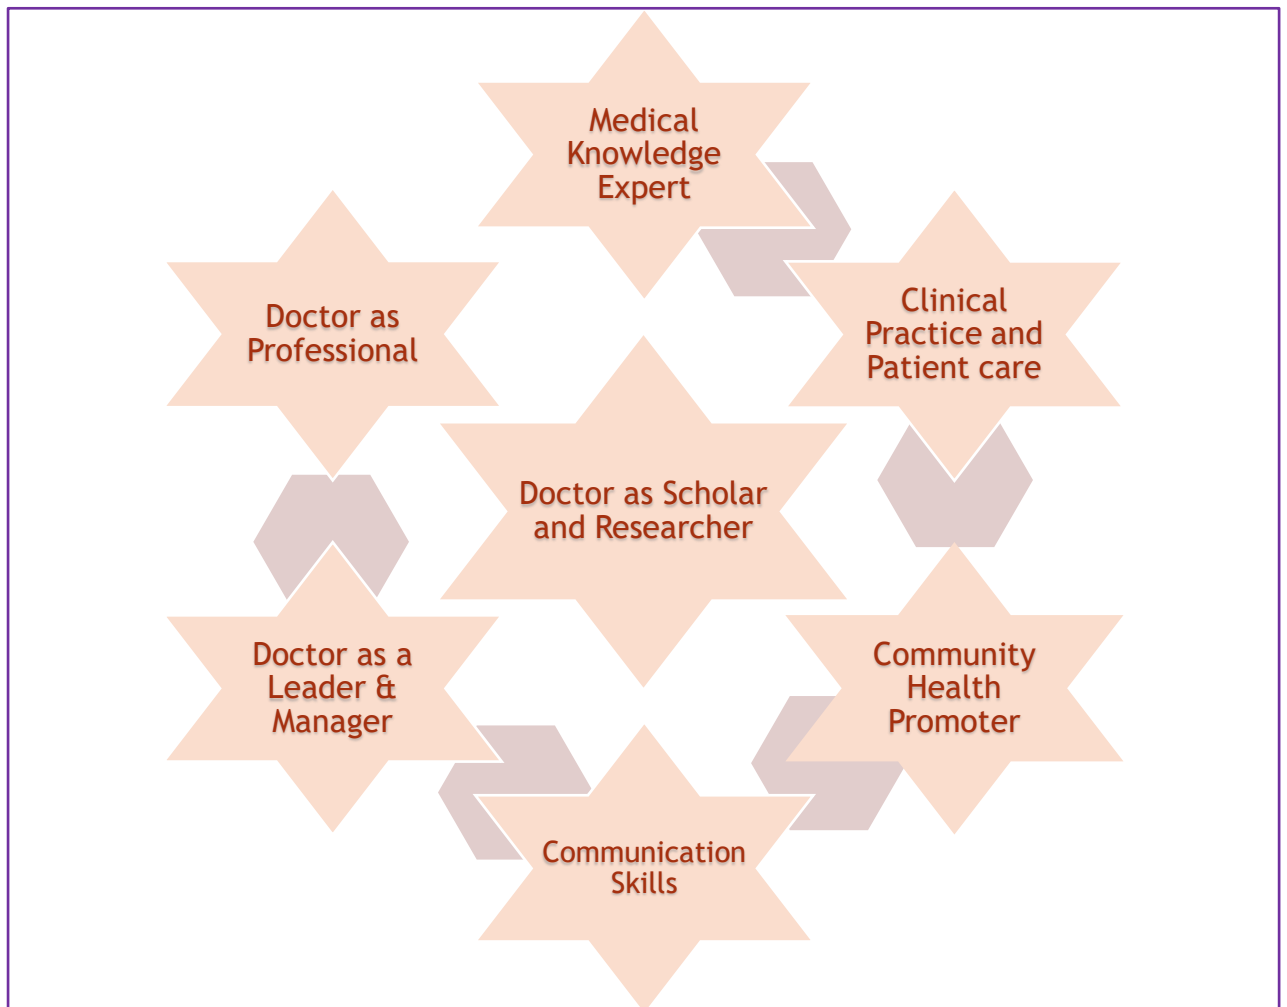 Medical
Knowledge
Expert
Clinical
Practice and
Patient care
Doctor as
Professional
Doctor as Scholar
and Researcher
Doctor as a
Leader &
Manager
Community
Health
Promoter
Communication
Skills